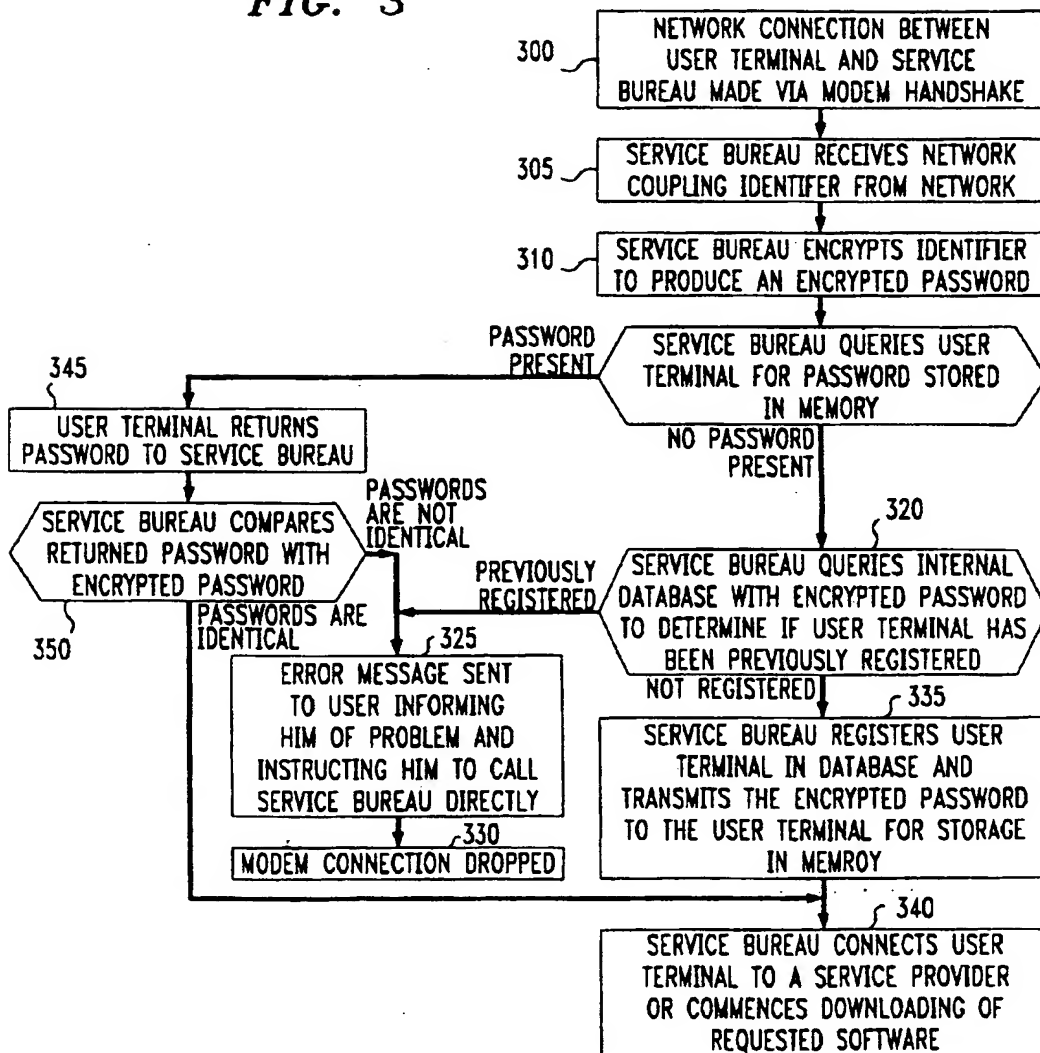 FIG. 3
300
NETWORK CONNECTION BETWEEN
USER TERMINAL AND SERVICE
BUREAU MADE VIA MODEM HANDSHAKE
305
SERVICE BUREAU RECEIVES NETWORK
COUPLING IDENTIFER FROM NETWORK
310
SERVICE BUREAU ENCRYPTS IDENTIFIER
TO PRODUCE AN ENCRYPTED PASSWORD
SERVICE BUREAU QUERIES USER
TERMINAL FOR PASSWORD STORED
IN MEMORY
PASSWORD
PRESENT
NO PASSWORD
PRESENT
345
USER TERMINAL RETURNS
PASSWORD TO SERVICE BUREAU
SERVICE BUREAU COMPARES
RETURNED PASSWORD WITH
ENCRYPTED PASSWORD
350
PASSWORDS
ARE NOT
IDENTICAL
PASSWORDS ARE
IDENTICAL
320
SERVICE BUREAU QUERIES INTERNAL
DATABASE WITH ENCRYPTED PASSWORD
TO DETERMINE IF USER TERMINAL HAS
BEEN PREVIOUSLY REGISTERED
PREVIOUSLY
REGISTERED
NOT REGISTERED
325
ERROR MESSAGE SENT
TO USER INFORMING
HIM OF PROBLEM AND
INSTRUCTING HIM TO CALL
SERVICE BUREAU DIRECTLY
330
MODEM CONNECTION DROPPED
335
SERVICE BUREAU REGISTERS USER
TERMINAL IN DATABASE AND
TRANSMITS THE ENCRYPTED PASSWORD
TO THE USER TERMINAL FOR STORAGE
IN MEMROY
340
SERVICE BUREAU CONNECTS USER
TERMINAL TO A SERVICE PROVIDER
OR COMMENCES DOWNLOADING OF
REQUESTED SOFTWARE